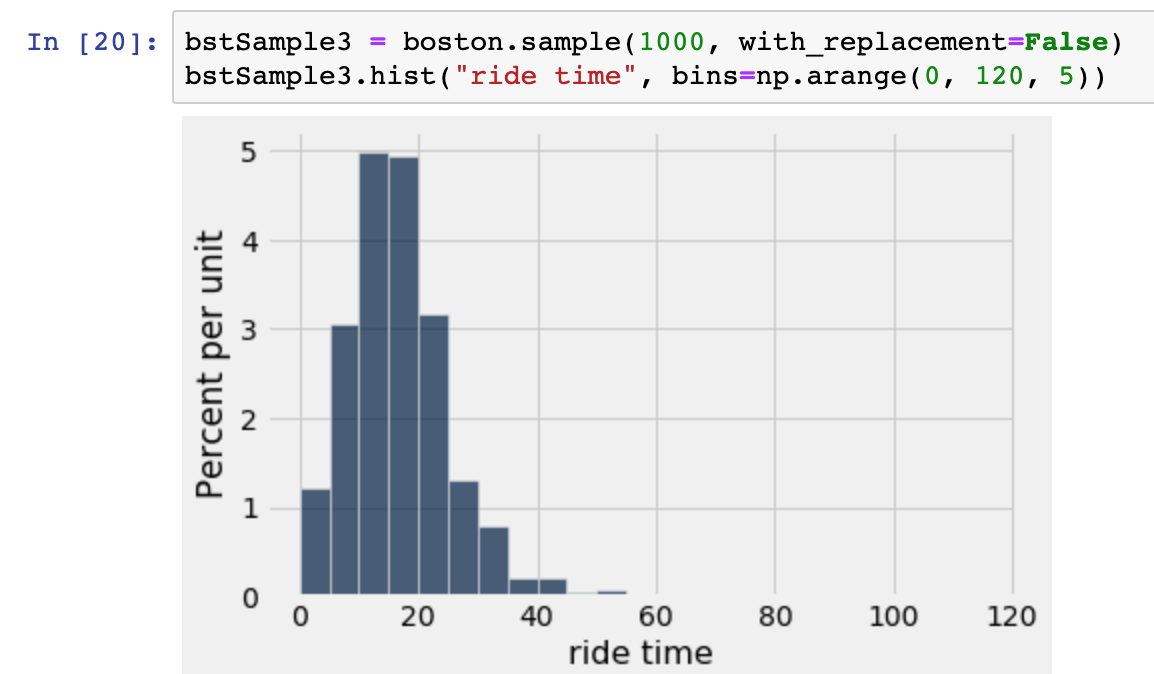 In [20]:
bstSample3 = boston.sample(1000, with_replacement=False)
bstSample3.hist("ride time", bins=np.arange(0, 120, 5))
5
4
3
2
1
0
Percent per unit
0 20 40 60 80 100 120
ride time